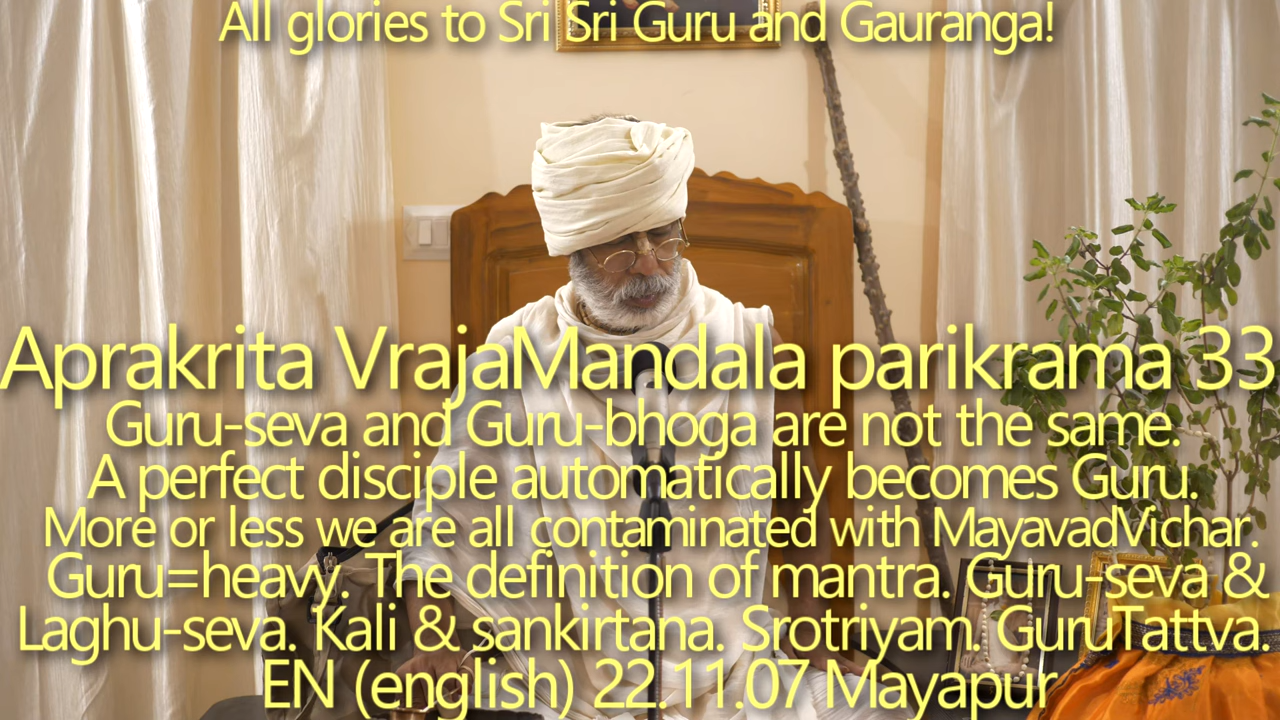 All glories to Sri Sri Guru and Gauranga!
Aprakrita VrajaMandala parikrama 33
Guru-seva and Guru-bhoga are not the same.
A perfect disciple automatically becomes Guru.
More or less we are all contaminated with MayavadVichar.
Guru=heavy. The definition of mantra. Guru-seva &
Laghu-seva. Kali & sankirtana. Srotriyam. GuruTattva.
EN (english) 22.11.07 Mayapur